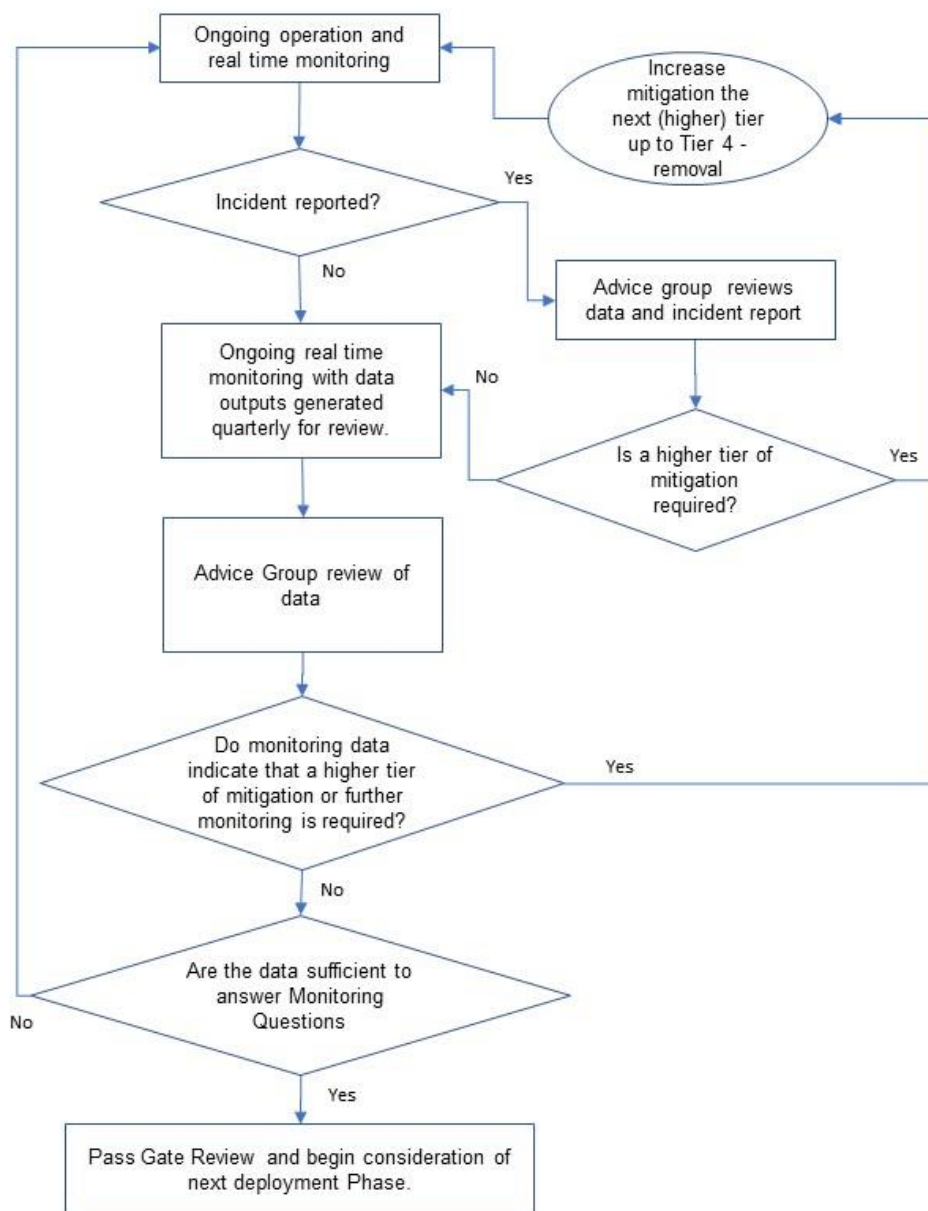 Ongoing operation and
real time monitoring
Increase
mitigation the
next (higher) tier
up to Tier 4 -
removal
Yes
Incident reported?
No
Advice group reviews
data and incident report
Ongoing real time
monitoring with data
outputs generated
quarterly for review.
No
Is a higher tier of
mitigation
required?
Yes
Advice Group review of
data
Do monitoring data
indicate that a higher tier
of mitigation or further
monitoring is required?
Yes
No
Are the data sufficient to
answer Monitoring
Questions
No
Yes
Pass Gate Review and begin consideration of
next deployment Phase.